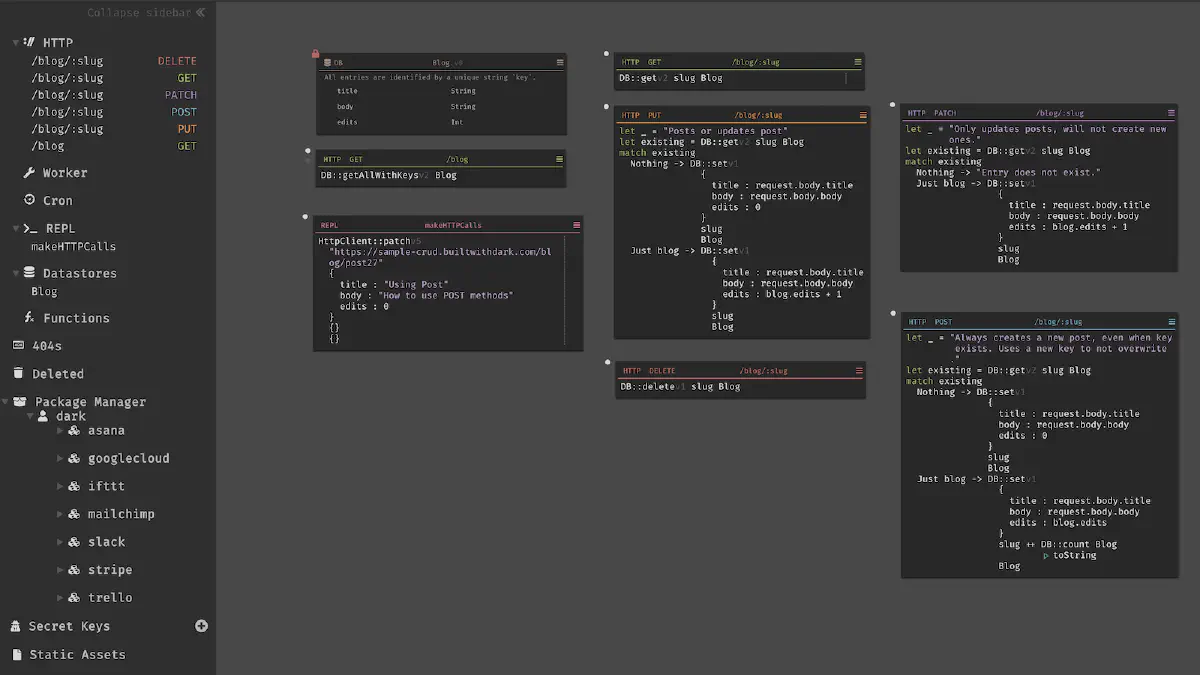 Collapse sidebar
HTTP
/blog/:slug DELETE
/blog/:slug GET
/blog/:slug PATCH
/blog/:slug POST
/blog/:slug PUT
/blog GET
Worker
Cron
REPL
makeHTTPCalls
Datastores
Blog
Functions
404s
Deleted
Package Manager
dark
asana
googlecloud
ifttt
mailchimp
slack
stripe
trello
Secret Keys
Static Assets
DB Blog v0
All entries are identified by a unique string `key`.
title String
body String
edits Int
HTTP GET /blog
DB::getAllWithKeysv2 Blog
REPL makeHTTPCalls
HttpClient::patchv5
"https://sample-crud.builtwithdark.com/bl
og/post27"
{
title : "Using Post"
body : "How to use POST methods"
edits : 0
}
{}
{}
HTTP GET /blog/:slug
DB::getv2 slug Blog
HTTP PUT /blog/:slug
let _ = "Posts or updates post"
let existing = DB::getv2 slug Blog
match existing
Nothing -> DB::setv1
{
title : request.body.title
body : request.body.body
edits : 0
}
slug
Blog
Just blog -> DB::setv1
{
title : request.body.title
body : request.body.body
edits : blog.edits + 1
}
slug
Blog
HTTP DELETE /blog/:slug
DB::deletev1 slug Blog
HTTP PATCH /blog/:slug
let _ = "Only updates posts, will not create new
ones."
let existing = DB::getv2 slug Blog
match existing
Nothing -> "Entry does not exist."
Just blog -> DB::setv1
{
title : request.body.title
body : request.body.body
edits : blog.edits + 1
}
slug
Blog
HTTP POST /blog/:slug
let _ = "Always creates a new post, even when key
exists. Uses a new key to not overwrite
."
let existing = DB::getv2 slug Blog
match existing
Nothing -> DB::setv1
{
title : request.body.title
body : request.body.body
edits : 0
}
slug
Blog
Just blog -> DB::setv1
{
title : request.body.title
body : request.body.body
edits : blog.edits
}
slug ++ DB::count Blog
toString
Blog